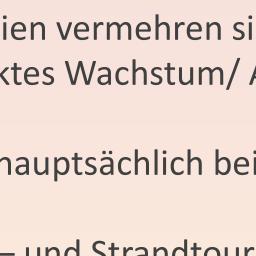 ien vermehren si
ktes Wachstum/ A
hauptsächlich bei
– und Strandtour